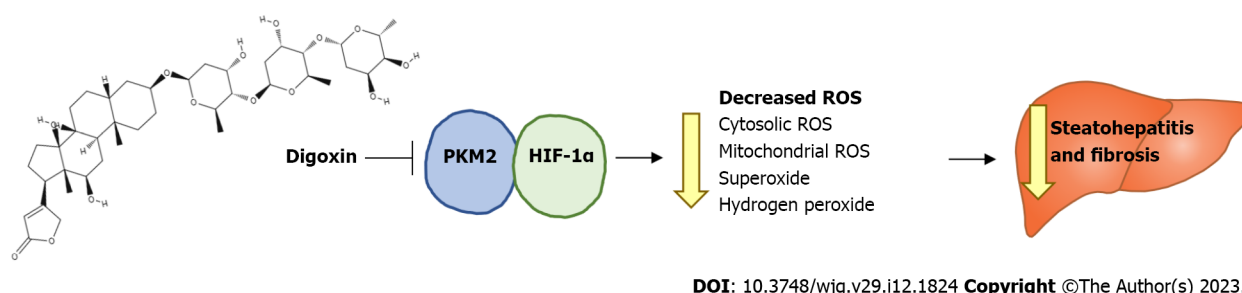 Digoxin
PKM2
HIF-1α
Decreased ROS
Cytosolic ROS
Mitochondrial ROS
Superoxide
Hydrogen peroxide
Steatohepatitis
and fibrosis
H
O
O
H
O
O
O
H
O
O
O
H
O
H
HO
H
H
O
H
O
O
DOI: 10.3748/wjg.v29.i12.1824 Copyright ©The Author(s) 2023.